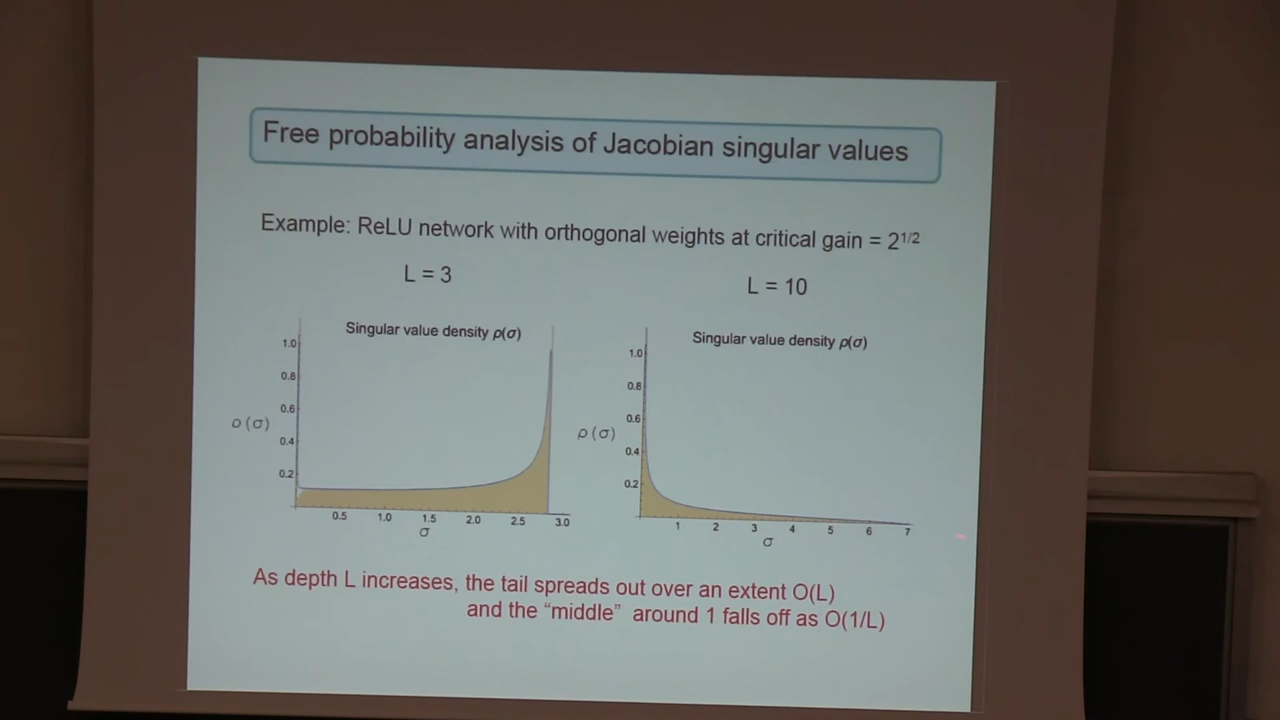 Free probability analysis of Jacobian singular values
Example: ReLU network with orthogonal weights at critical gain = 2^1/2
L = 3
L = 10
Singular value density ρ(σ)
1.0
0.8
0.6
0.4
0.2
ρ (σ)
0.5 1.0 1.5 2.0 2.5 3.0
σ
Singular value density ρ(σ)
1.0
0.8
0.6
0.4
0.2
ρ (σ)
1 2 3 4 5 6 7
σ
As depth L increases, the tail spreads out over an extent O(L)
and the “middle” around 1 falls off as O(1/L)